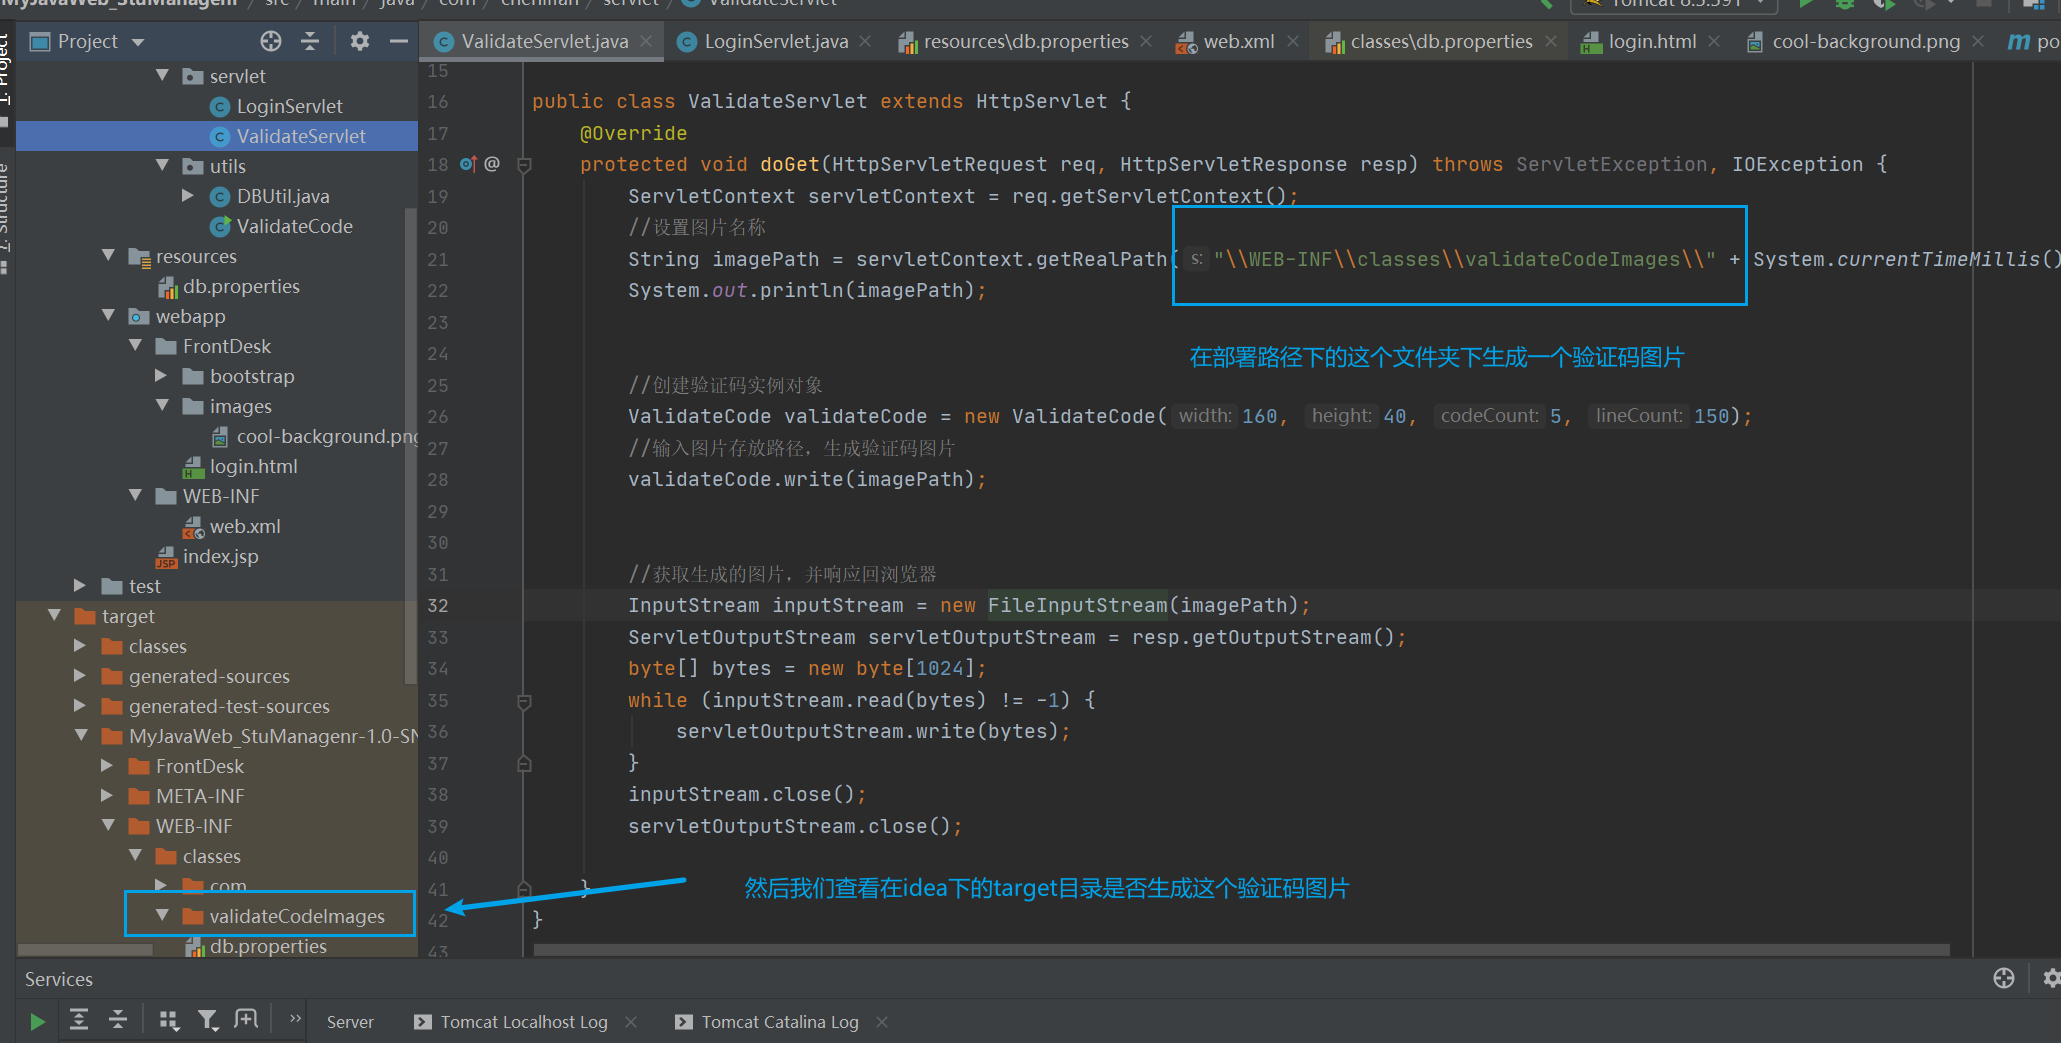 MyJavaWeb_StuManagenr / src / main / java / com / chenman / servlet / ValidateServlet
Tomcat 8.5.591
1: Project
7: Structure
Project
ValidateServlet.java
LoginServlet.java
resources\db.properties
web.xml
classes\db.properties
login.html
cool-background.png
m po
servlet
LoginServlet
ValidateServlet
utils
DBUtil.java
ValidateCode
resources
db.properties
webapp
FrontDesk
bootstrap
images
cool-background.png
login.html
WEB-INF
web.xml
index.jsp
test
target
classes
generated-sources
generated-test-sources
MyJavaWeb_StuManagenr-1.0-SN
FrontDesk
META-INF
WEB-INF
classes
com
validateCodeImages
db.properties
15
16 public class ValidateServlet extends HttpServlet {
17 @Override
18 @ protected void doGet(HttpServletRequest req, HttpServletResponse resp) throws ServletException, IOException {
19 ServletContext servletContext = req.getServletContext();
20 //设置图片名称
21 String imagePath = servletContext.getRealPath( s: "\\WEB-INF\\classes\\validateCodeImages\\" + System.currentTimeMillis()
22 System.out.println(imagePath);
23
24
在部署路径下的这个文件夹下生成一个验证码图片
25 //创建验证码实例对象
26 ValidateCode validateCode = new ValidateCode( width: 160, height: 40, codeCount: 5, lineCount: 150);
27 //输入图片存放路径，生成验证码图片
28 validateCode.write(imagePath);
29
30
31 //获取生成的图片，并响应回浏览器
32 InputStream inputStream = new FileInputStream(imagePath);
33 ServletOutputStream servletOutputStream = resp.getOutputStream();
34 byte[] bytes = new byte[1024];
35 while (inputStream.read(bytes) != -1) {
36 servletOutputStream.write(bytes);
37 }
38 inputStream.close();
39 servletOutputStream.close();
40
41 }
然后我们查看在idea下的target目录是否生成这个验证码图片
42 }
43
Services
Server
Tomcat Localhost Log
Tomcat Catalina Log